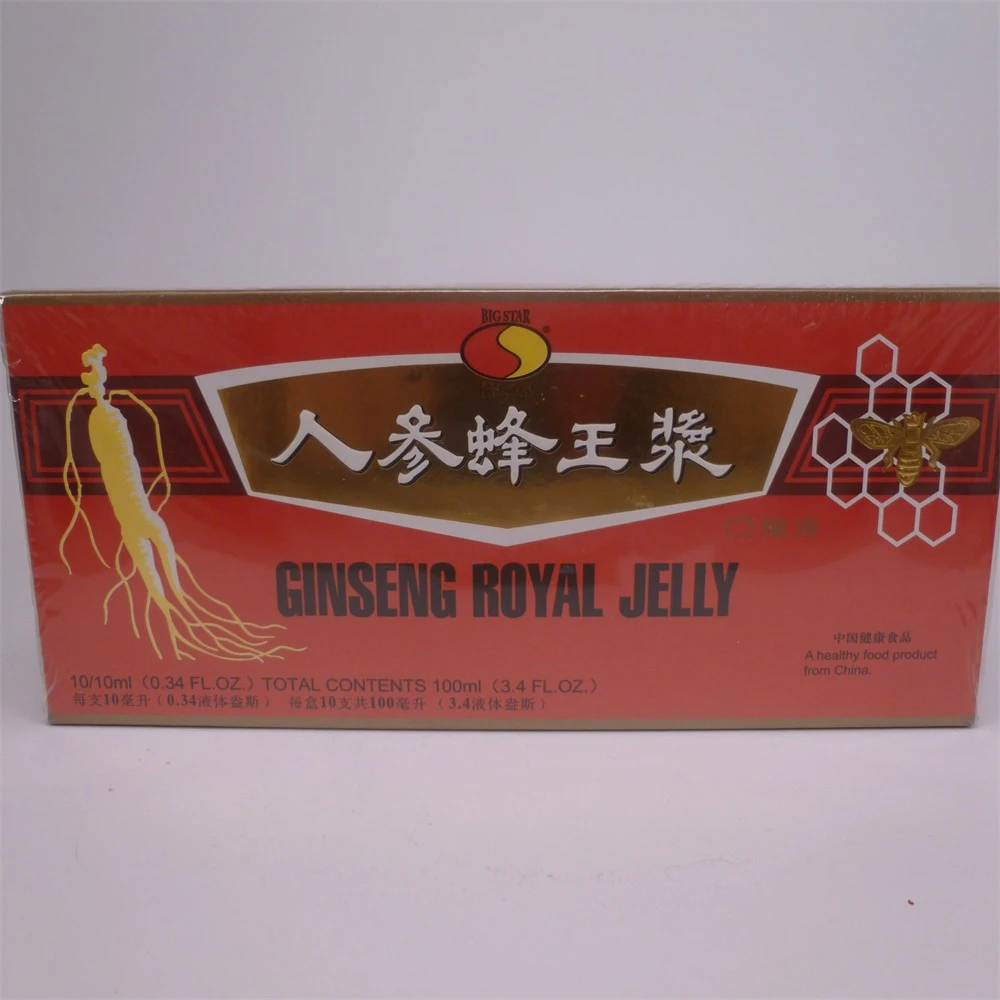 BIG STAR
人参蜂王浆
口服液
GINSENG ROYAL JELLY
中国健康食品
A healthy food product
from China.
10/10ml（0.34 FL.OZ.）TOTAL CONTENTS 100ml（3.4 FL.OZ.）
每支10毫升（0.34液体盎斯） 每盒10支共100毫升（3.4液体盎斯）